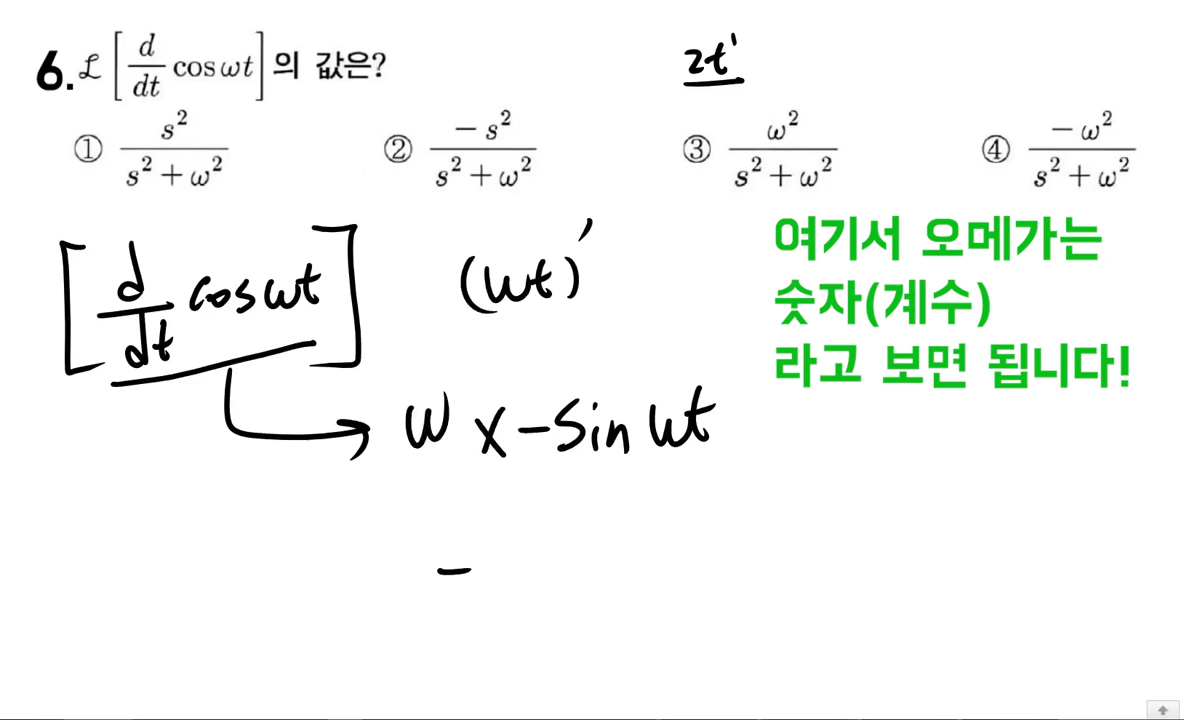 6. ℒ [d/dt cos ωt] 의 값은?
2t'
① s²/(s² + ω²) ② −s²/(s² + ω²) ③ ω²/(s² + ω²) ④ −ω²/(s² + ω²)
[d/dt cos ωt] (ωt)'
여기서 오메가는
숫자(계수)
라고 보면 됩니다!
ω × −sin ωt
−